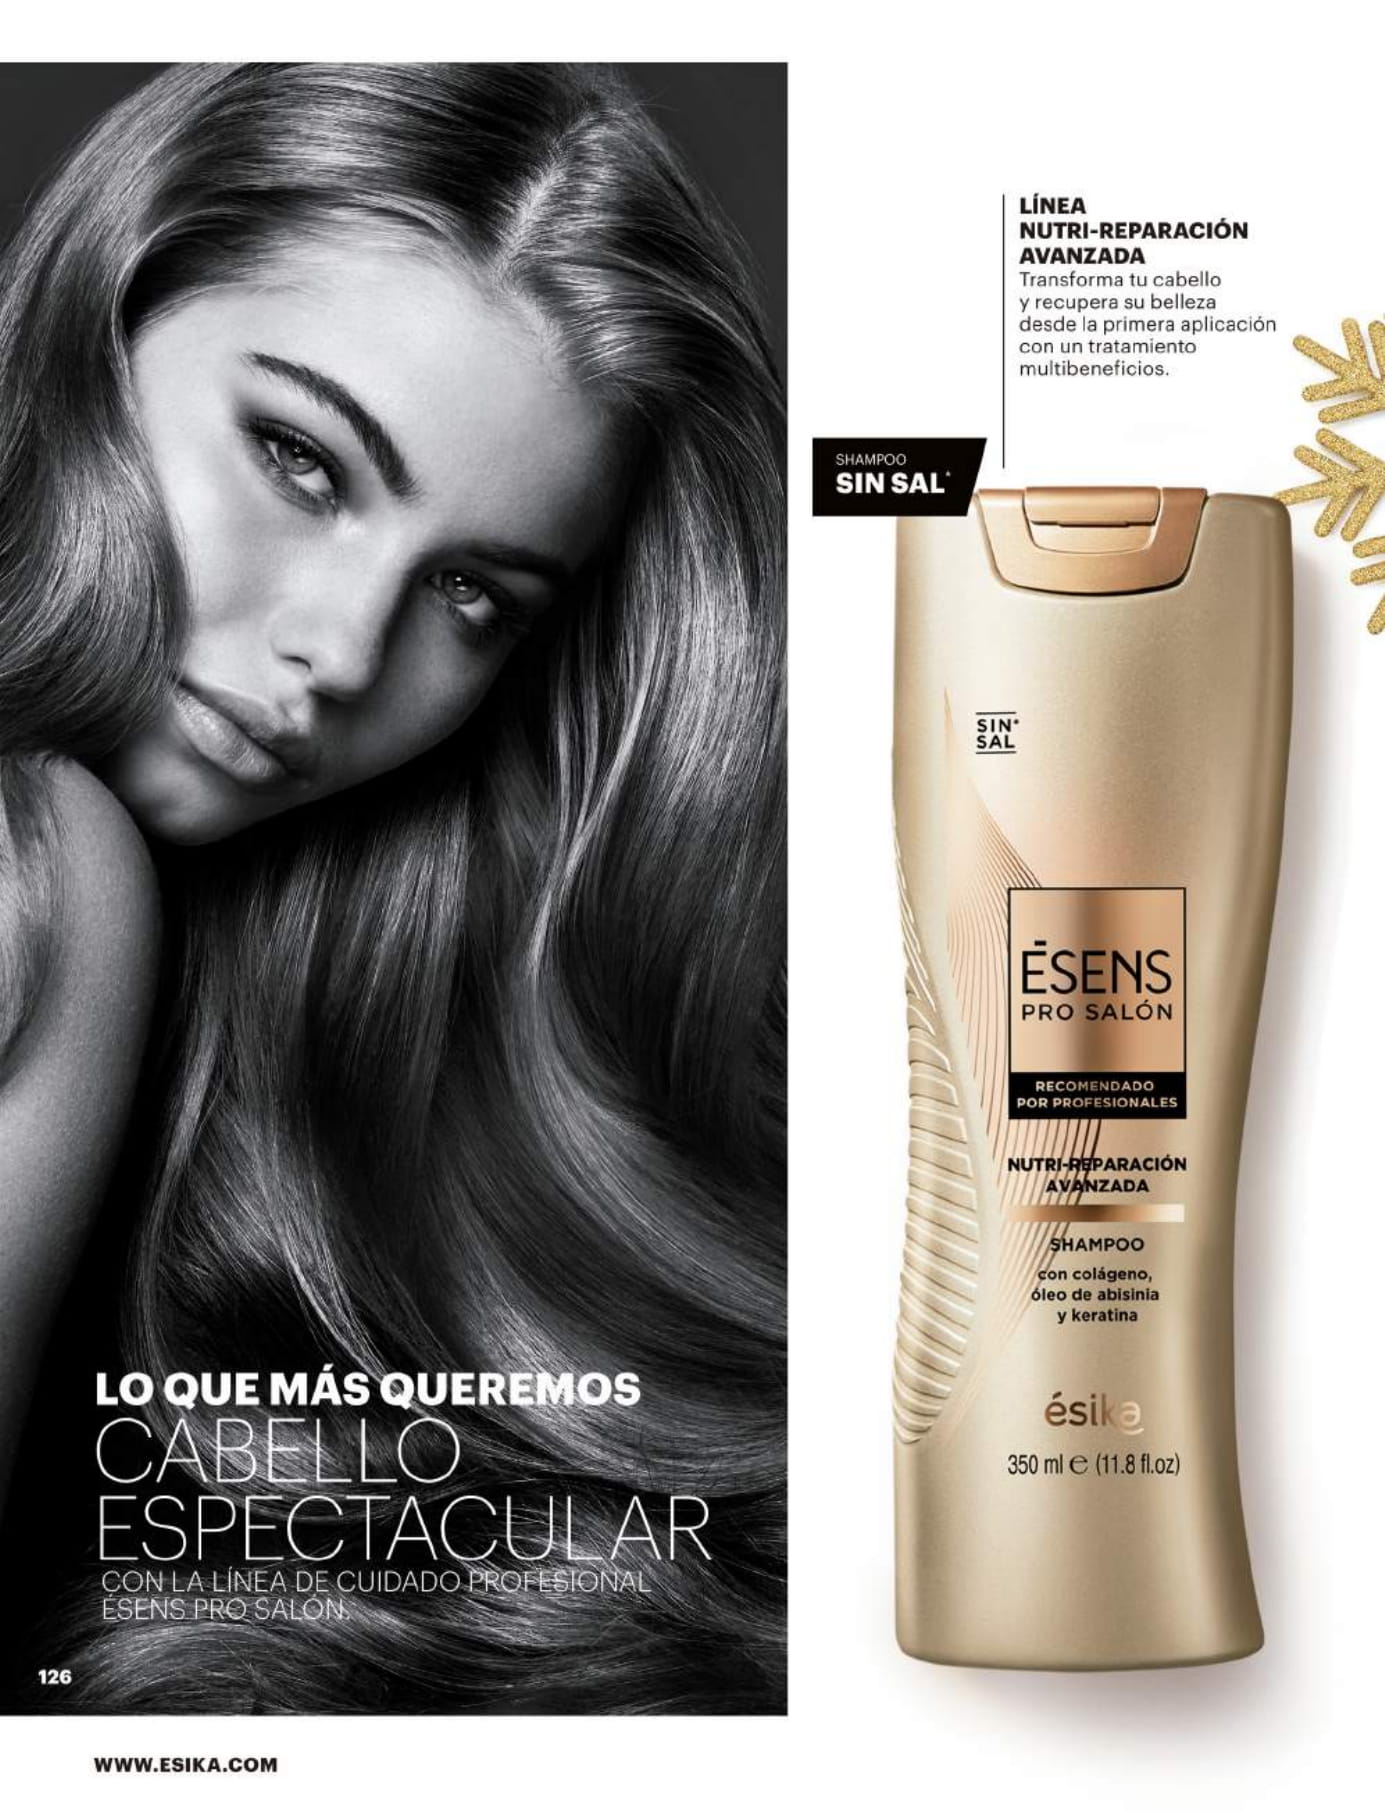 LÍNEA
NUTRI-REPARACIÓN
AVANZADA
Transforma tu cabello
y recupera su belleza
desde la primera aplicación
con un tratamiento
multibeneficios.
SHAMPOO
SIN SAL*
SIN*
SAL
ĒSENS
PRO SALÓN
RECOMENDADO
POR PROFESIONALES
NUTRI-REPARACIÓN
AVANZADA
SHAMPOO
con colágeno,
óleo de abisinia
y keratina
ésika
350 ml ℮ (11.8 fl.oz)
LO QUE MÁS QUEREMOS
CABELLO
ESPECTACULAR
CON LA LÍNEA DE CUIDADO PROFESIONAL
ĒSENS PRO SALÓN.
126
WWW.ESIKA.COM